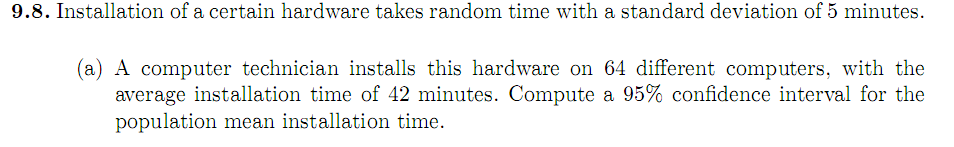 9.8. Installation of a certain hardware takes random time with a standard deviation of 5 minutes.
(a) A computer technician installs this hardware on 64 different computers, with the
average installation time of 42 minutes. Compute a 95% confidence interval for the
population mean installation time.